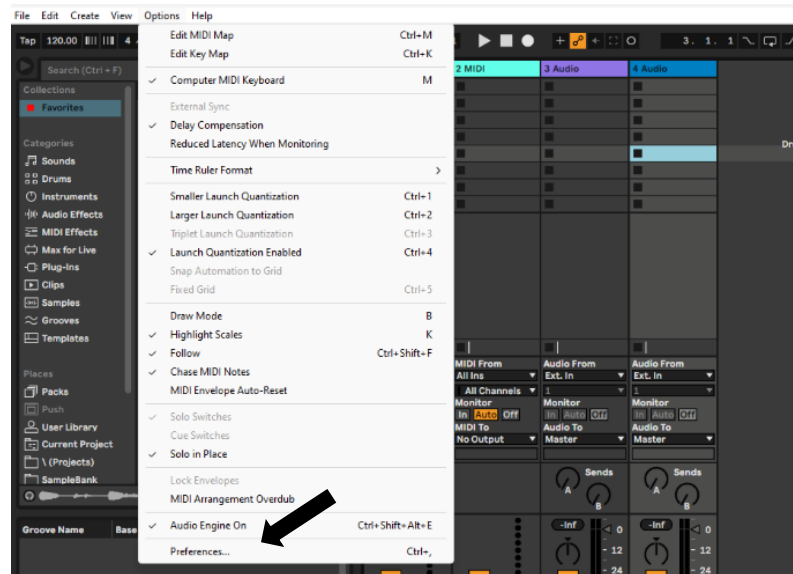 File Edit Create View Options Help
Tap 120.00 4
3. 1. 1
Search (Ctrl + F)
Collections
Favorites
Categories
Sounds
Drums
Instruments
Audio Effects
MIDI Effects
Max for Live
Plug-Ins
Clips
Samples
Grooves
Templates
Places
Packs
Push
User Library
Current Project
\ (Projects)
SampleBank
Groove Name Base
Edit MIDI Map Ctrl+M
Edit Key Map Ctrl+K
Computer MIDI Keyboard M
External Sync
Delay Compensation
Reduced Latency When Monitoring
Time Ruler Format
Smaller Launch Quantization Ctrl+1
Larger Launch Quantization Ctrl+2
Triplet Launch Quantization Ctrl+3
Launch Quantization Enabled Ctrl+4
Snap Automation to Grid
Fixed Grid Ctrl+5
Draw Mode B
Highlight Scales K
Follow Ctrl+Shift+F
Chase MIDI Notes
MIDI Envelope Auto-Reset
Solo Switches
Cue Switches
Solo in Place
Lock Envelopes
MIDI Arrangement Overdub
Audio Engine On Ctrl+Shift+Alt+E
Preferences... Ctrl+,
2 MIDI 3 Audio 4 Audio
Dr
MIDI From Audio From Audio From
All Ins Ext. In Ext. In
All Channels 1 1
Monitor Monitor Monitor
In Auto Off In Auto Off In Auto Off
MIDI To Audio To Audio To
No Output Master Master
Sends Sends
A A
B B
-Inf 0 -Inf 0
12 12
24 24